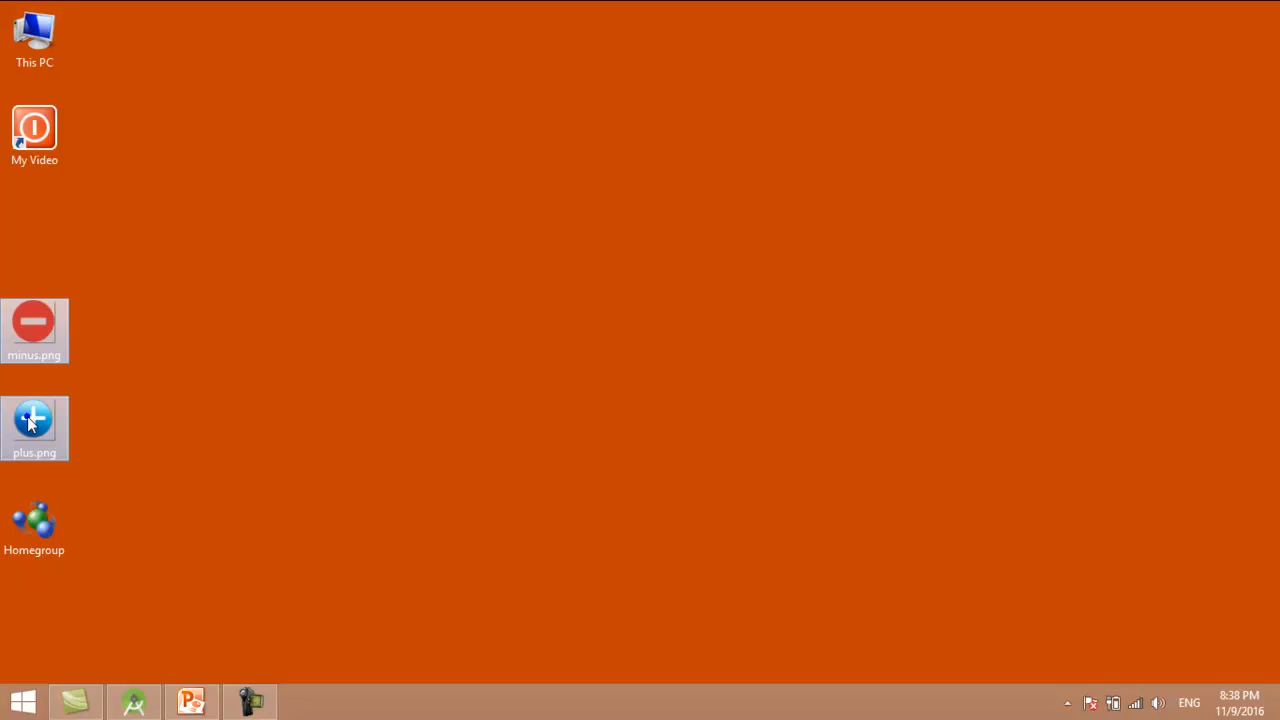 This PC
My Video
minus.png
plus.png
Homegroup
P
ENG
8:38 PM
11/9/2016